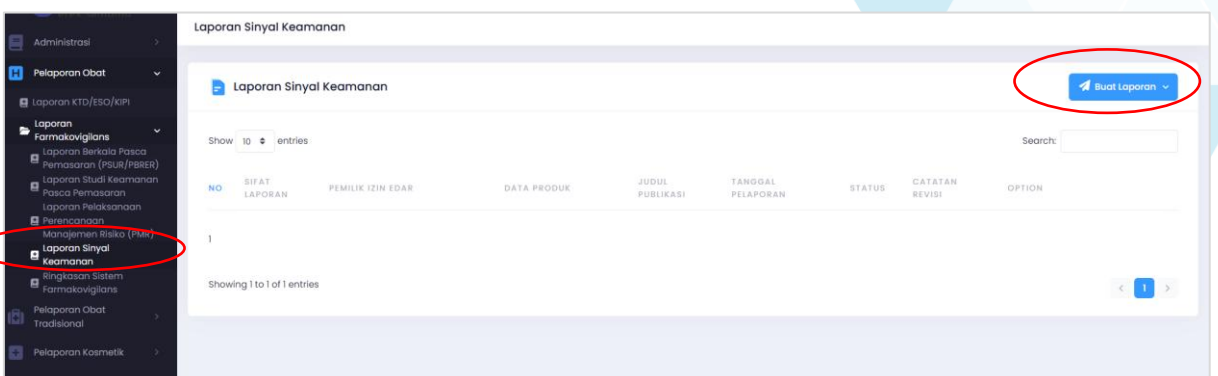 Laporan Sinyal Keamanan
Administrasi
Pelaporan Obat
Laporan KTD/ESO/KIPI
Laporan
Farmakovigilans
Laporan Berkala Pasca
Pemasaran (PSUR/PBRER)
Laporan Studi Keamanan
Pasca Pemasaran
Laporan Pelaksanaan
Perencanaan
Manajemen Risiko (PMR)
Laporan Sinyal
Keamanan
Ringkasan Sistem
Farmakovigilans
Pelaporan Obat
Tradisional
Pelaporan Kosmetik
Laporan Sinyal Keamanan
Buat Laporan
Show 10 entries
Search:
NO
SIFAT
LAPORAN
PEMILIK IZIN EDAR
DATA PRODUK
JUDUL
PUBLIKASI
TANGGAL
PELAPORAN
STATUS
CATATAN
REVISI
OPTION
1
Showing 1 to 1 of 1 entries
< 1 >